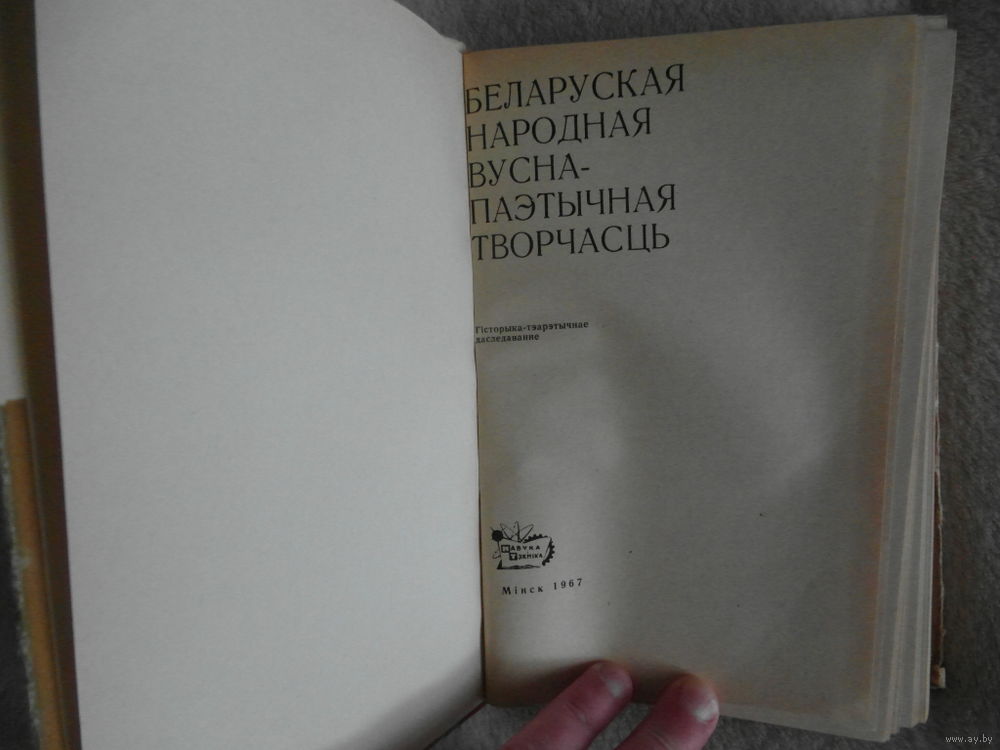 БЕЛАРУСКАЯ
НАРОДНАЯ
ВУСНА-
ПАЭТЫЧНАЯ
ТВОРЧАСЦЬ
Гісторыка-тэарэтычнае
даследаванне
НАВУКА
ТЭХНІКА
Мінск 1967
www.ay.by